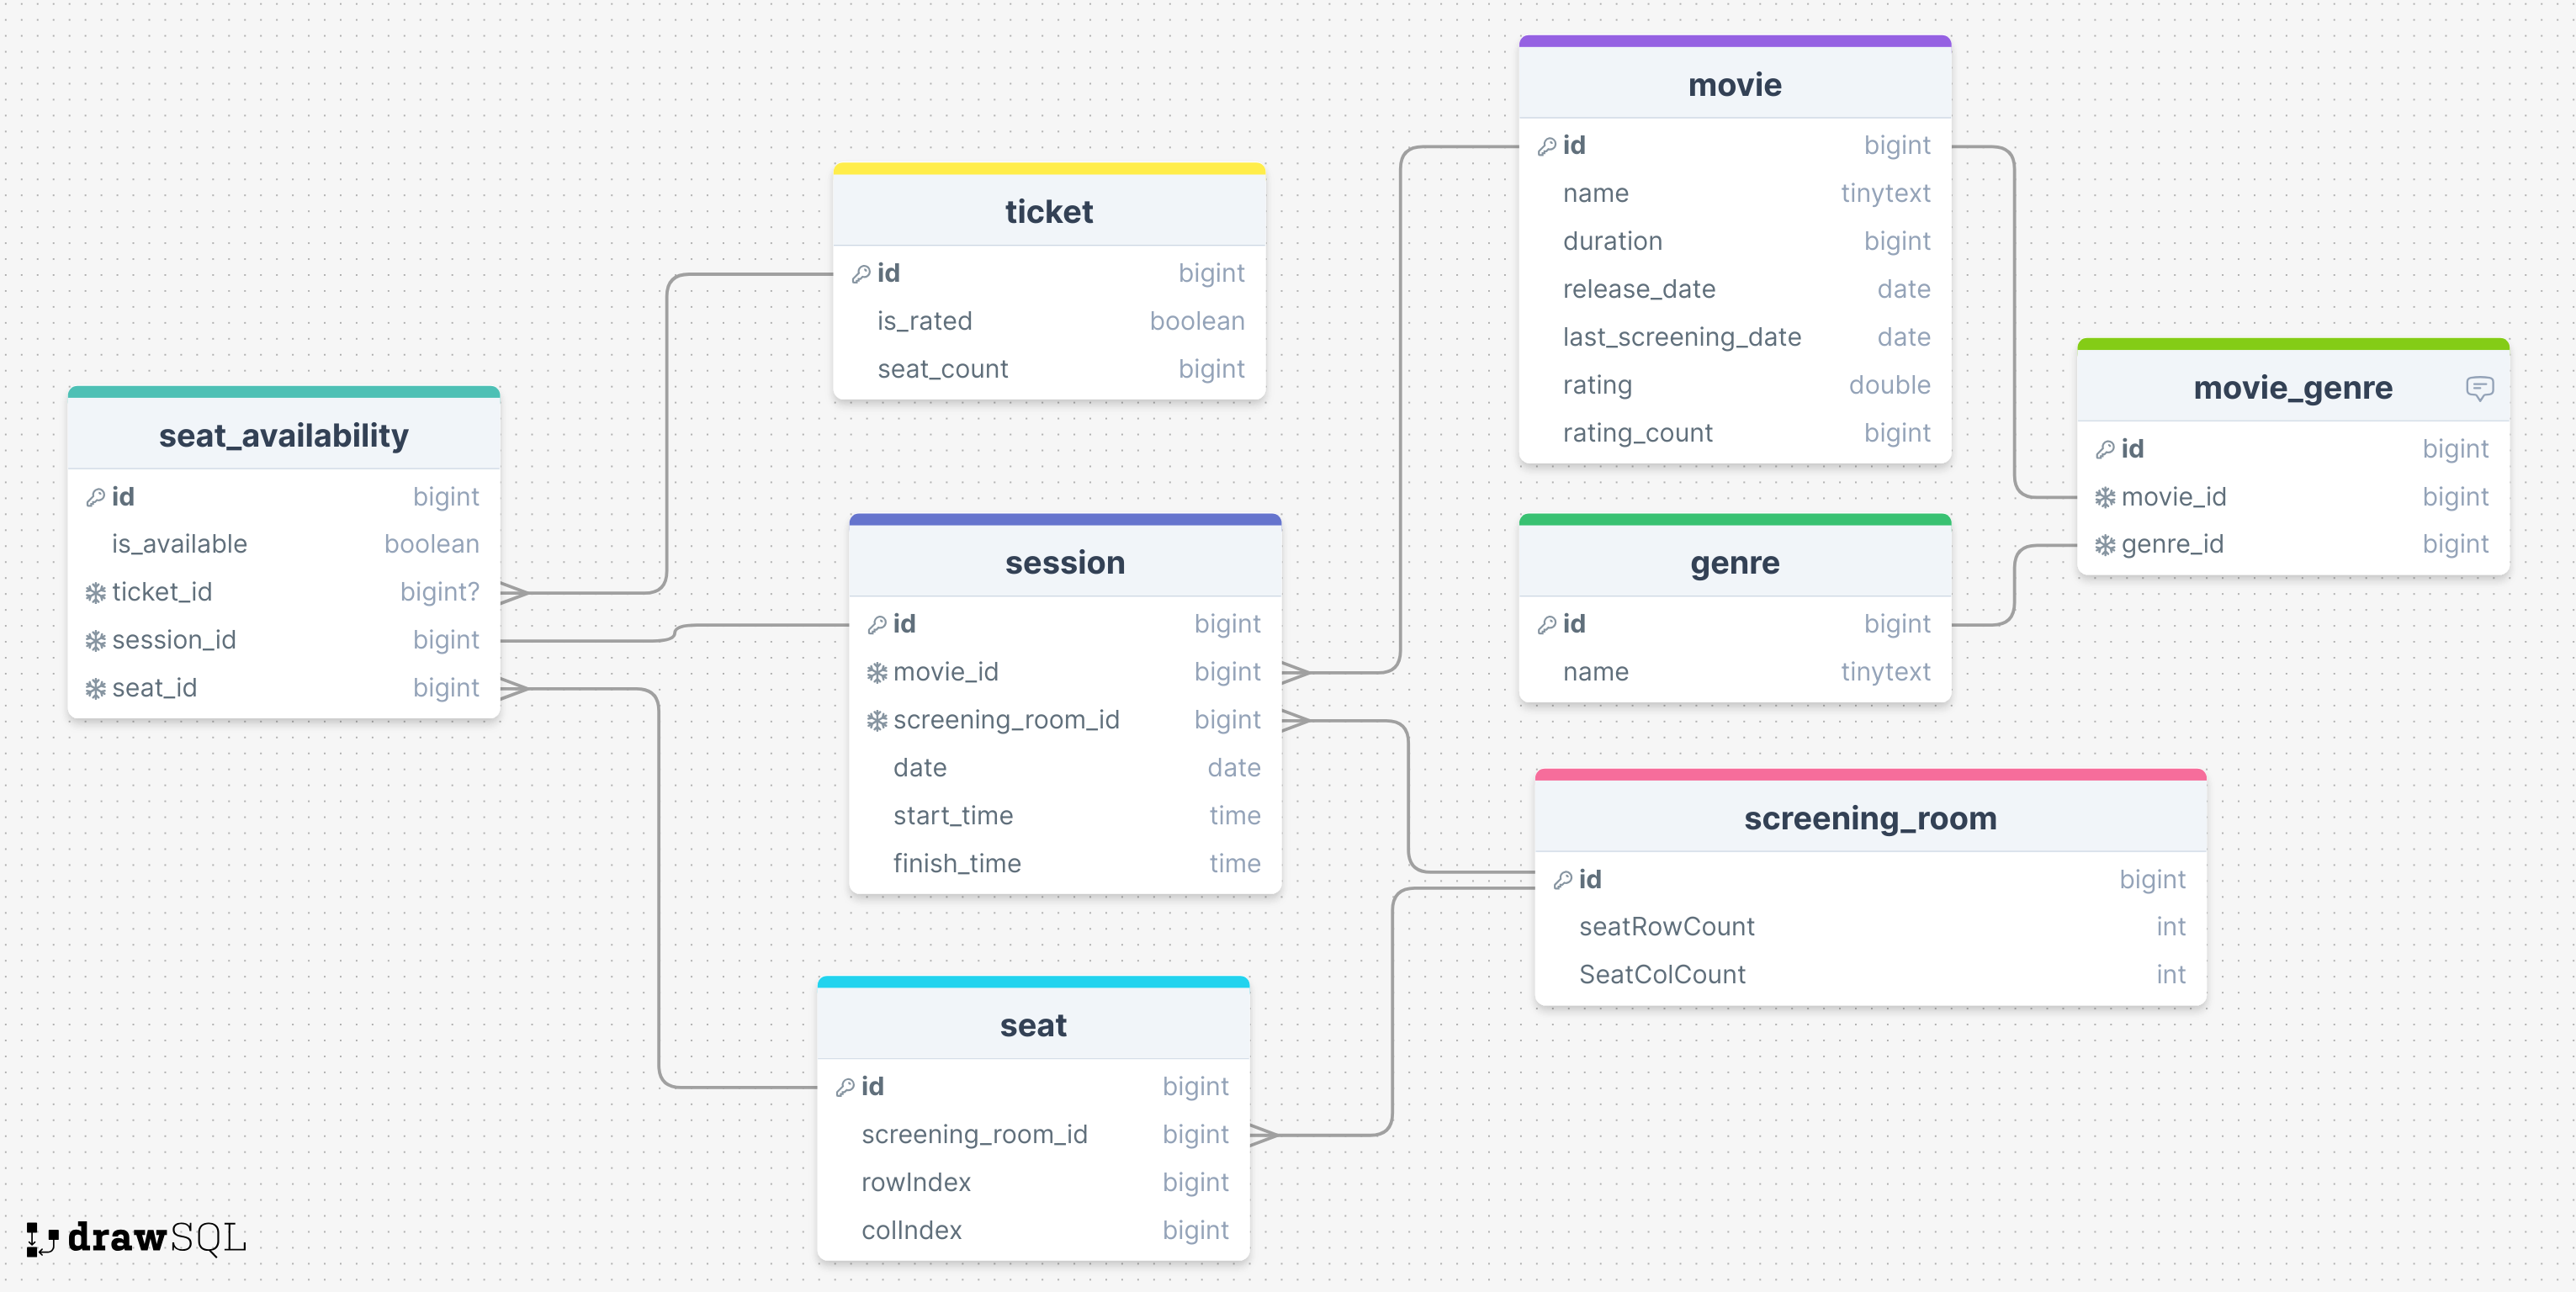 movie
id bigint
name tinytext
duration bigint
release_date date
last_screening_date date
rating double
rating_count bigint
ticket
id bigint
is_rated boolean
seat_count bigint
movie_genre
id bigint
movie_id bigint
genre_id bigint
seat_availability
id bigint
is_available boolean
ticket_id bigint?
session_id bigint
seat_id bigint
session
id bigint
movie_id bigint
screening_room_id bigint
date date
start_time time
finish_time time
genre
id bigint
name tinytext
screening_room
id bigint
seatRowCount int
SeatColCount int
seat
id bigint
screening_room_id bigint
rowIndex bigint
colIndex bigint
drawSQL